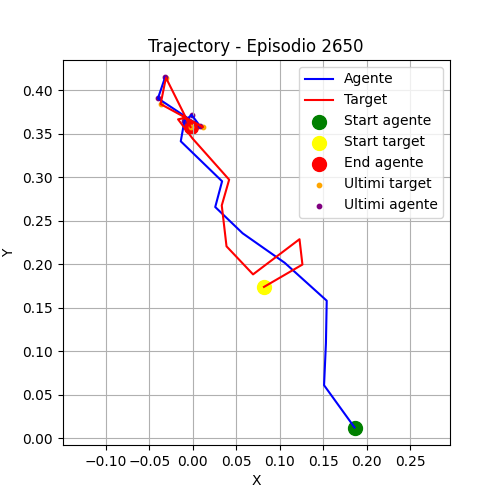 Trajectory - Episodio 2650
Agente
Target
Start agente
Start target
End agente
Ultimi target
Ultimi agente
Y
0.40
0.35
0.30
0.25
0.20
0.15
0.10
0.05
0.00
−0.10 −0.05 0.00 0.05 0.10 0.15 0.20 0.25
X